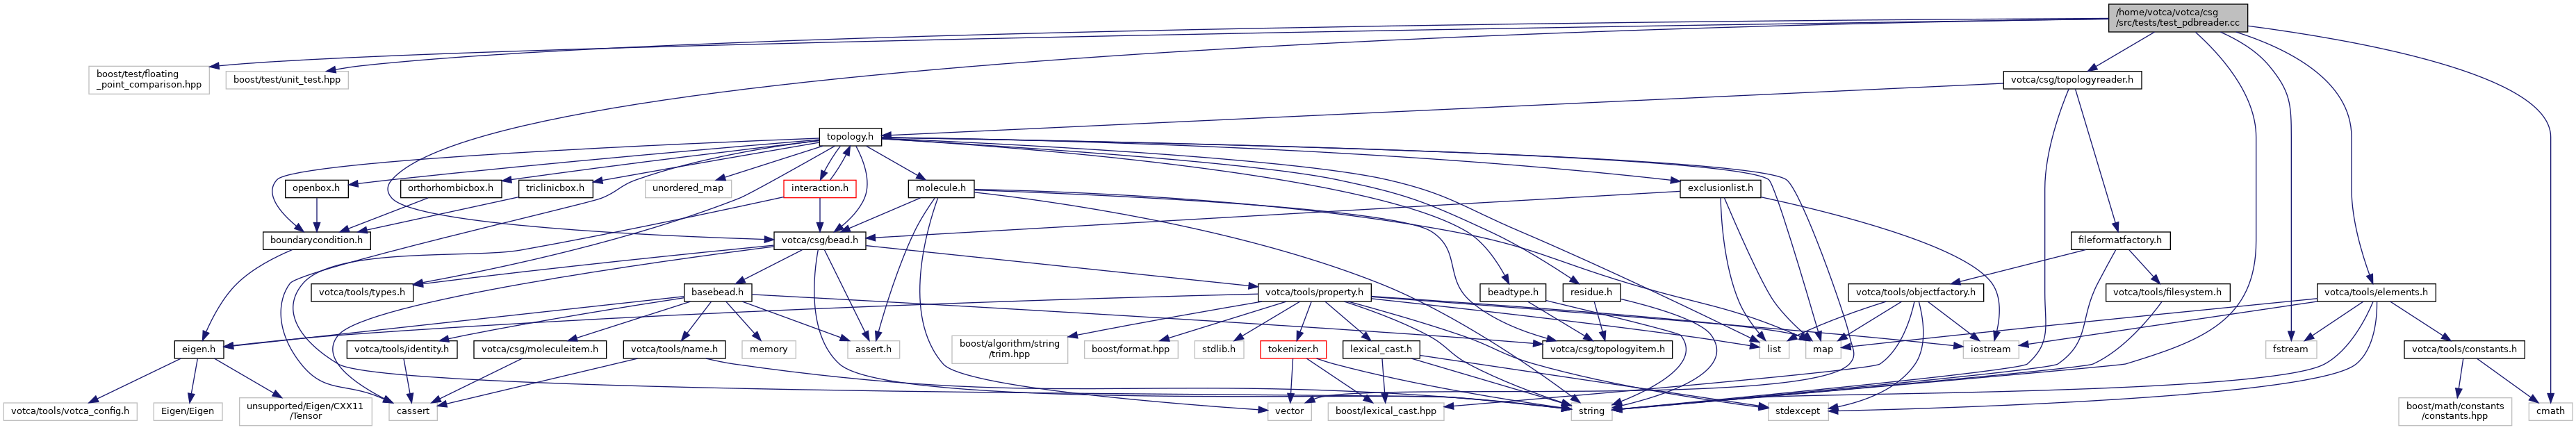 /home/votca/votca/csg
/src/tests/test_pdbreader.cc
boost/test/floating
_point_comparison.hpp
boost/test/unit_test.hpp
votca/csg/topologyreader.h
topology.h
openbox.h
orthorhombicbox.h
triclinicbox.h
unordered_map
interaction.h
molecule.h
exclusionlist.h
boundarycondition.h
votca/csg/bead.h
fileformatfactory.h
votca/tools/types.h
basebead.h
votca/tools/property.h
beadtype.h
residue.h
votca/tools/objectfactory.h
votca/tools/filesystem.h
votca/tools/elements.h
eigen.h
votca/tools/identity.h
votca/csg/moleculeitem.h
votca/tools/name.h
memory
assert.h
boost/algorithm/string
/trim.hpp
boost/format.hpp
stdlib.h
tokenizer.h
lexical_cast.h
votca/csg/topologyitem.h
list
map
iostream
fstream
votca/tools/constants.h
votca/tools/votca_config.h
Eigen/Eigen
unsupported/Eigen/CXX11
/Tensor
cassert
vector
boost/lexical_cast.hpp
string
stdexcept
boost/math/constants
/constants.hpp
cmath